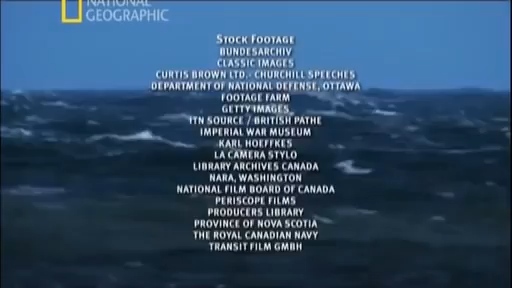 NATIONAL
GEOGRAPHIC
STOCK FOOTAGE
BUNDESARCHIV
CLASSIC IMAGES
CURTIS BROWN LTD. - CHURCHILL SPEECHES
DEPARTMENT OF NATIONAL DEFENSE, OTTAWA
FOOTAGE FARM
GETTY IMAGES
ITN SOURCE / BRITISH PATHE
IMPERIAL WAR MUSEUM
KARL HOEFFKES
LA CAMERA STYLO
LIBRARY ARCHIVES CANADA
NARA, WASHINGTON
NATIONAL FILM BOARD OF CANADA
PERISCOPE FILMS
PRODUCERS LIBRARY
PROVINCE OF NOVA SCOTIA
THE ROYAL CANADIAN NAVY
TRANSIT FILM GMBH